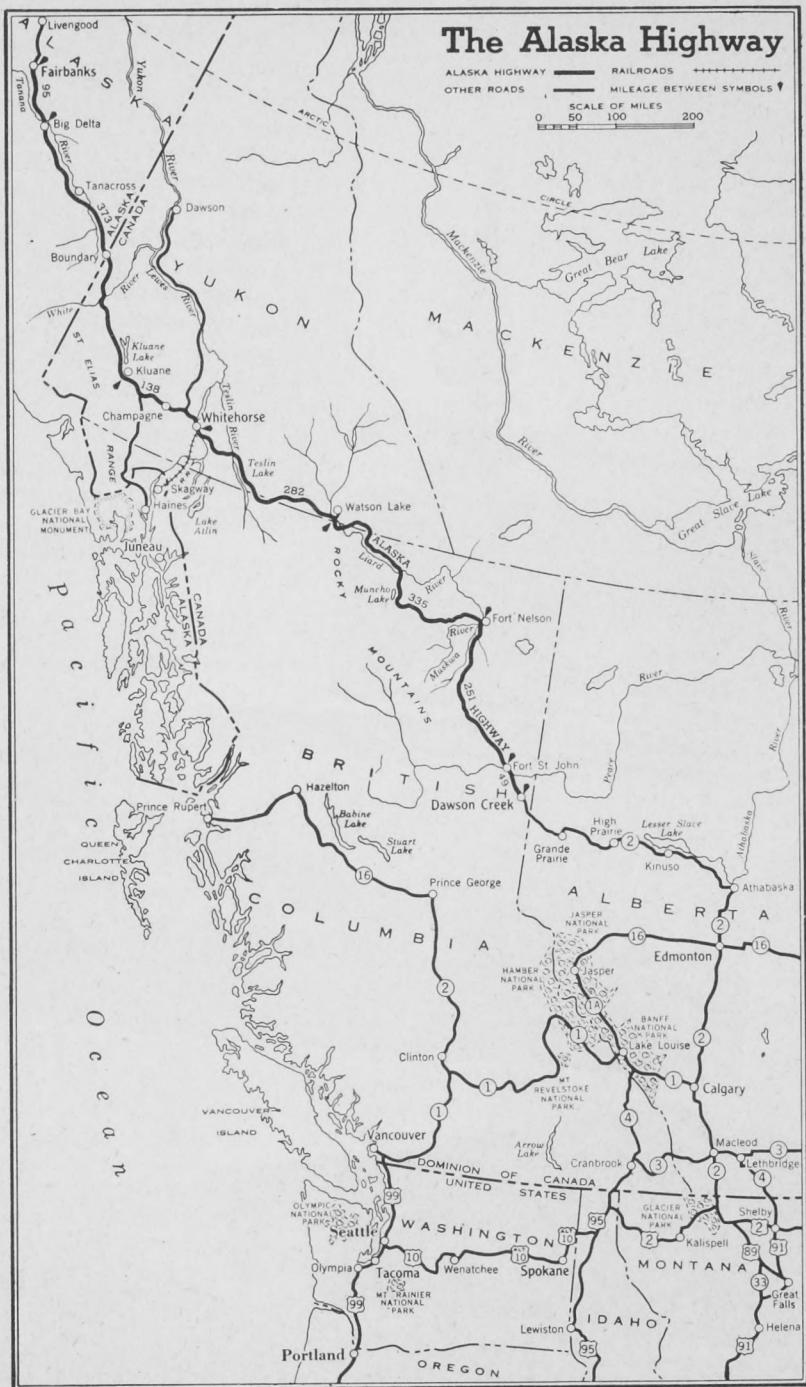 The Alaska Highway
ALASKA HIGHWAY
RAILROADS
OTHER ROADS
MILEAGE BETWEEN SYMBOLS
SCALE OF MILES
0 50 100 200
Livengood
ALASKA
Fairbanks
Tanana
River
95
Yukon
River
Big Delta
Tanacross
373
ALASKA
CANADA
Boundary
Dawson
ARCTIC
CIRCLE
Mackenzie
River
Great Bear Lake
YUKON
MACKENZIE
White
River
Lewes
River
ST ELIAS
RANGE
Kluane
Lake
Kluane
138
Champagne
Whitehorse
Teslin
River
Teslin
Lake
282
Skagway
Haines
Lake
Atlin
GLACIER BAY
NATIONAL
MONUMENT
Juneau
CANADA
ALASKA
Watson Lake
ALASKA
Liard
River
ROCKY
MOUNTAINS
Muncho
Lake
335
Fort Nelson
River
Muskwa
251 HIGHWAY
Great Slave Lake
Slave
River
River
Peace
Fort St John
49
Dawson Creek
BRITISH
COLUMBIA
Pacific Ocean
Prince Rupert
Hazelton
Babine
Lake
Stuart
Lake
QUEEN
CHARLOTTE
ISLAND
16
Prince George
Grande
Prairie
High
Prairie
2
Lesser Slave
Lake
Kinuso
River
Athabaska
Athabaska
ALBERTA
2
JASPER
NATIONAL
PARK
16
Edmonton
16
HAMBER
NATIONAL
PARK
Jasper
1A
BANFF
NATIONAL
PARK
Lake Louise
2
2
1
Clinton
1
1
MT
REVELSTOKE
NATIONAL
PARK
1
Calgary
4
VANCOUVER
ISLAND
Vancouver
Arrow
Lake
Cranbrook
3
Macleod
3
Lethbridge
2
4
DOMINION OF CANADA
UNITED STATES
99
OLYMPIC
NATIONAL
PARK
Seattle
WASHINGTON
95
GLACIER
NATIONAL
PARK
2
Kalispell
Shelby
2
91
89
Olympia
Tacoma
10
Wenatchee
ALT
10
Spokane
ALT
10
MONTANA
33
Great
Falls
99
MT RAINIER
NATIONAL
PARK
IDAHO
Lewiston
95
Helena
91
Portland
OREGON